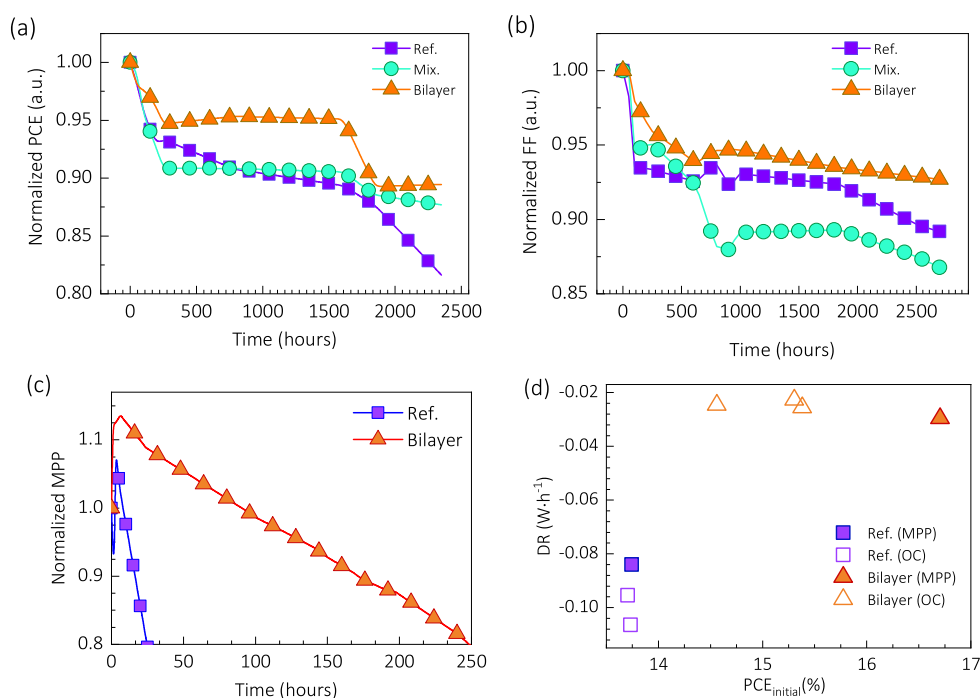 (a)
Ref.
Mix.
Bilayer
1.00
0.95
0.90
0.85
0.80
Normalized PCE (a.u.)
0 500 1000 1500 2000 2500
Time (hours)
(b)
Ref.
Mix.
Bilayer
1.00
0.95
0.90
0.85
Normalized FF (a.u.)
0 500 1000 1500 2000 2500
Time (hours)
(c)
Ref.
Bilayer
1.1
1.0
0.9
0.8
Normalized MPP
0 50 100 150 200 250
Time (hours)
(d)
-0.02
-0.04
-0.06
-0.08
-0.10
DR (W·h⁻¹)
Ref. (MPP)
Ref. (OC)
Bilayer (MPP)
Bilayer (OC)
14 15 16 17
PCEinitial(%)